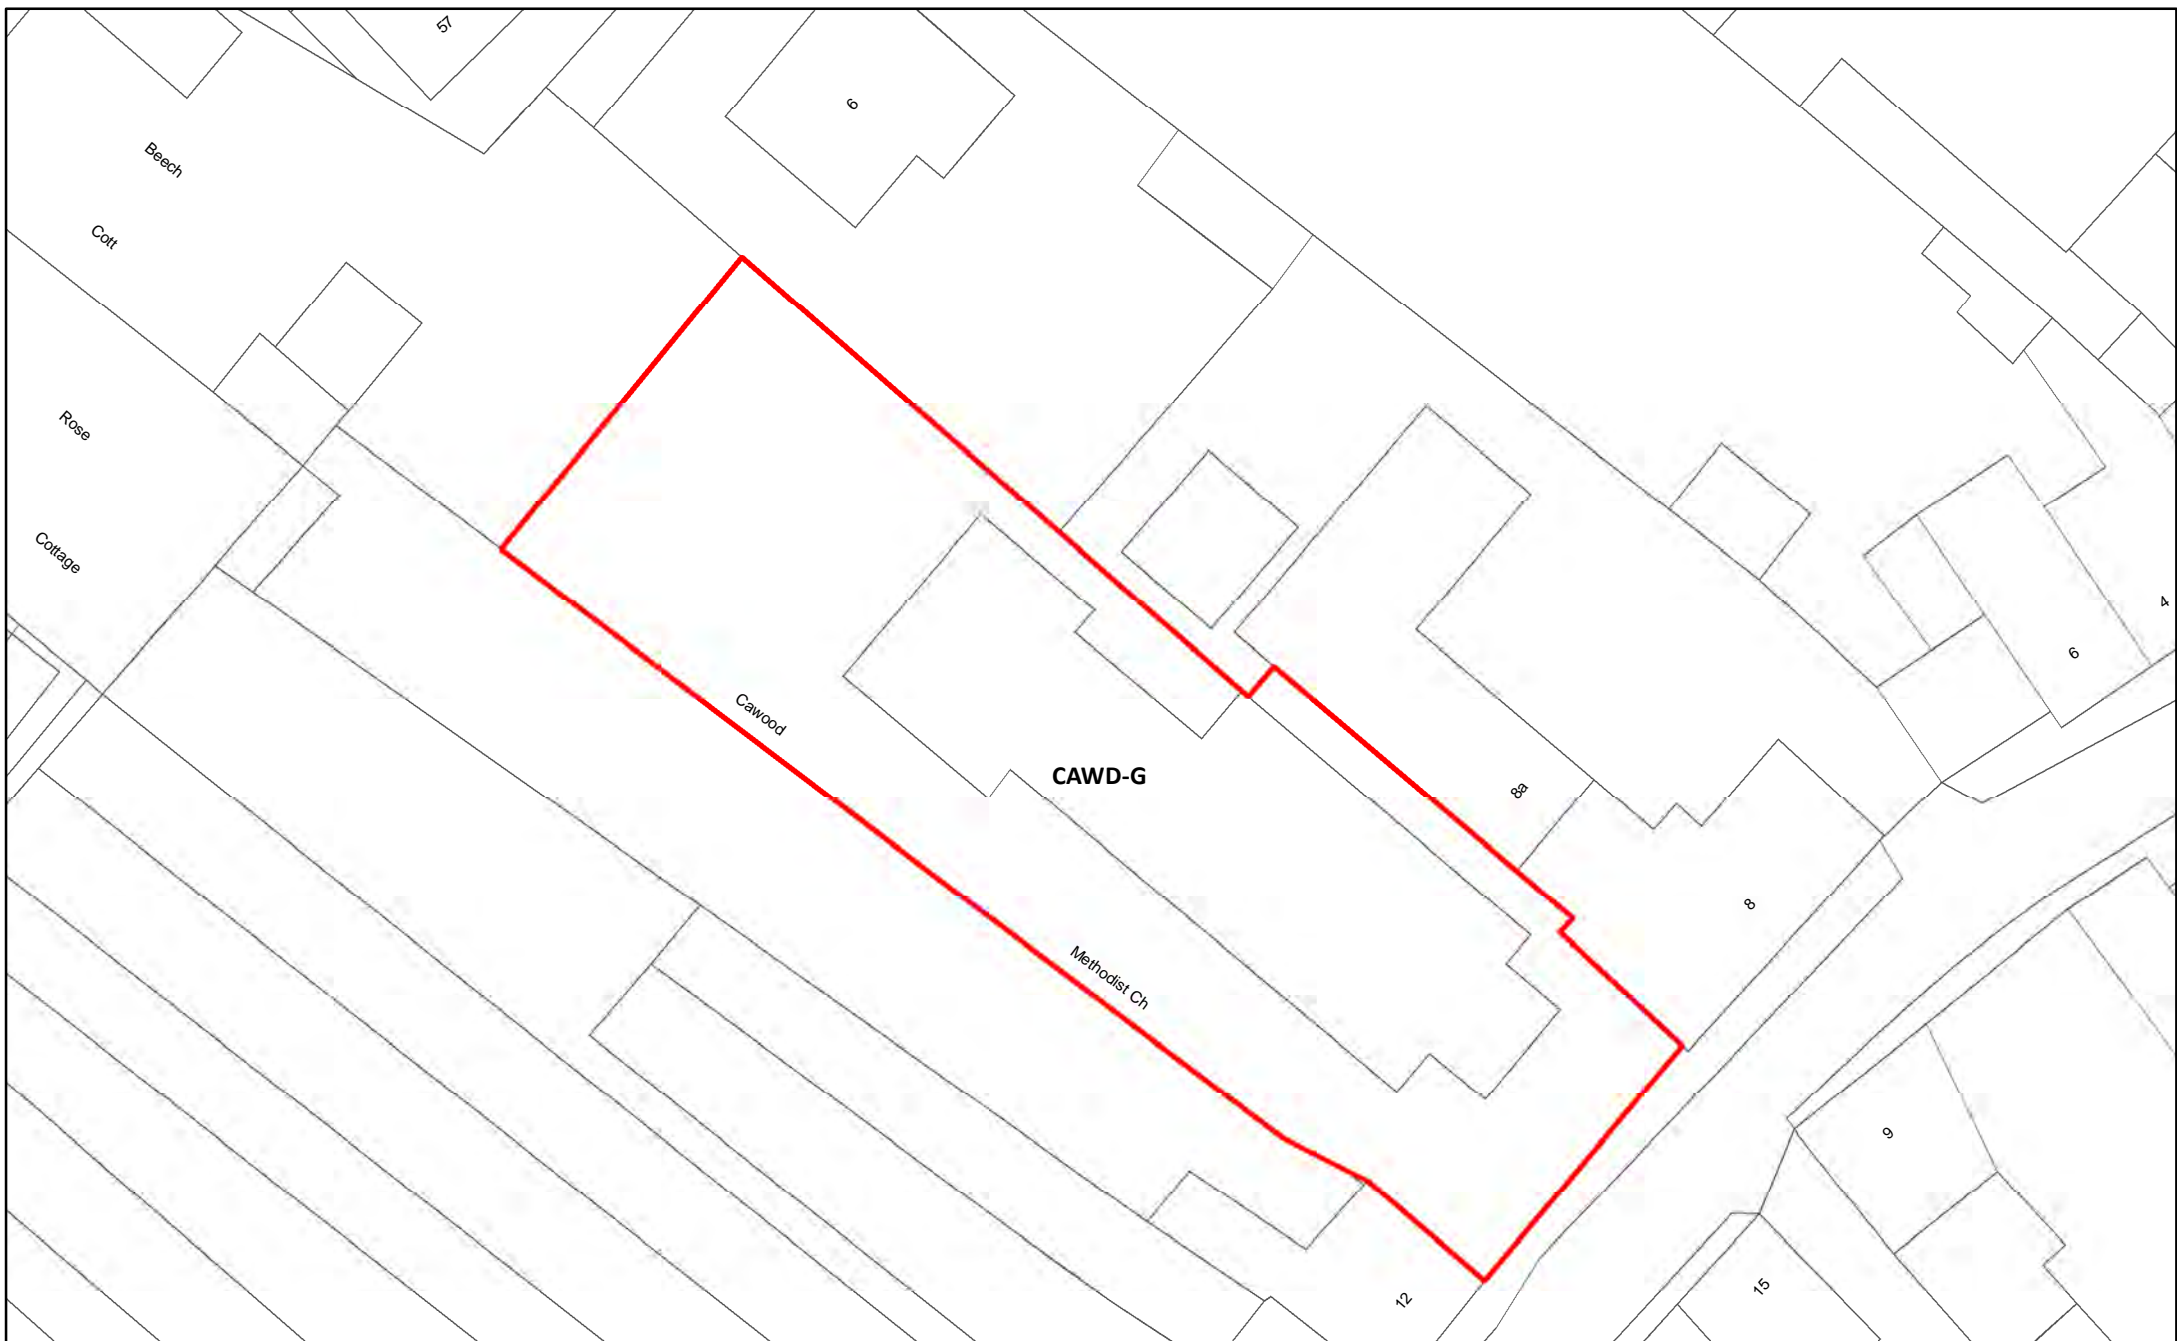 57
6
Beech
Cott
Rose
Cottage
4
6
Cawood
CAWD-G
8a
8
Methodist Ch
9
15
12